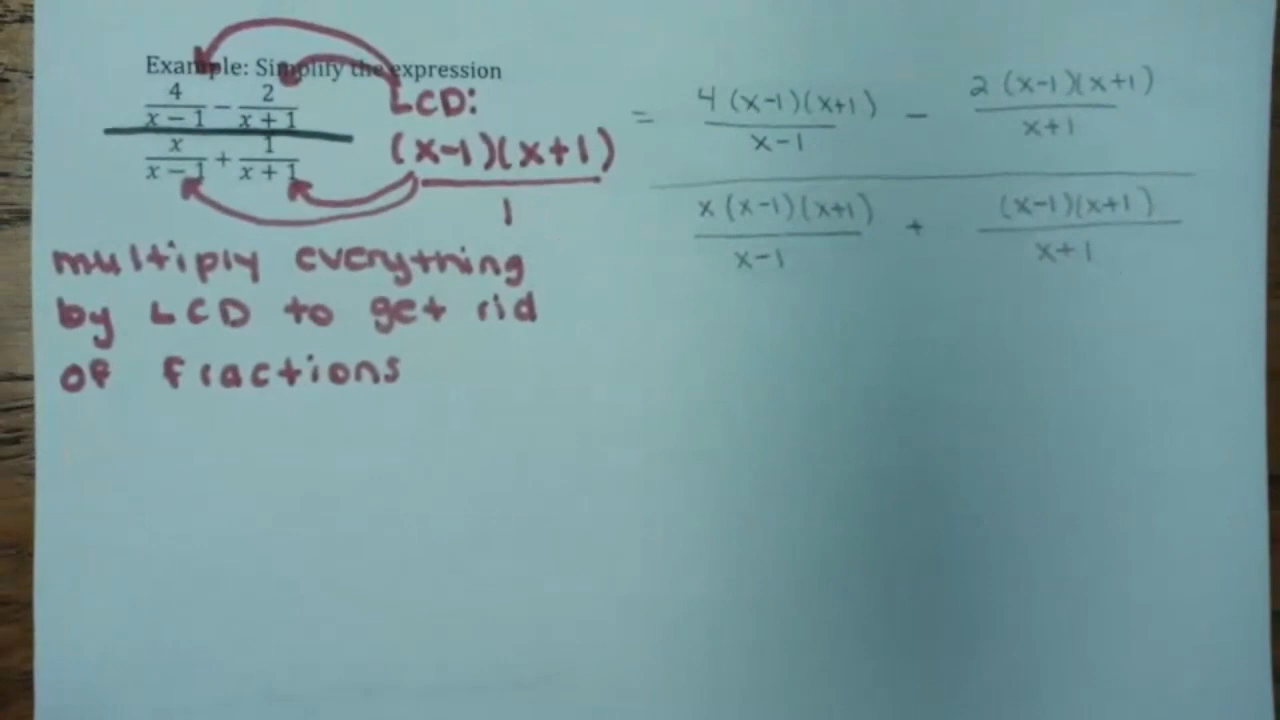 Example: Simplify the expression
4/(x − 1) − 2/(x + 1)
x/(x − 1) + 1/(x + 1)
LCD:
(x-1)(x+1)
1
multiply everything
by LCD to get rid
of fractions
= 4(x-1)(x+1)/x-1 − 2(x-1)(x+1)/x+1
x(x-1)(x+1)/x-1 + (x-1)(x+1)/x+1